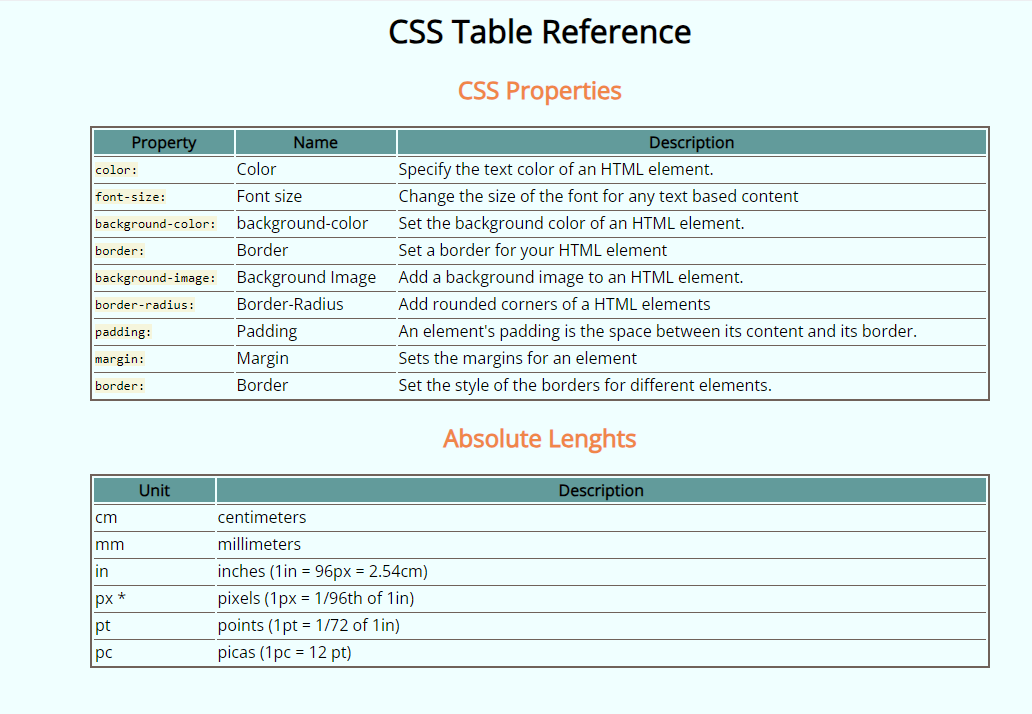 CSS Table Reference
CSS Properties
Property Name Description
color: Color Specify the text color of an HTML element.
font-size: Font size Change the size of the font for any text based content
background-color: background-color Set the background color of an HTML element.
border: Border Set a border for your HTML element
background-image: Background Image Add a background image to an HTML element.
border-radius: Border-Radius Add rounded corners of a HTML elements
padding: Padding An element's padding is the space between its content and its border.
margin: Margin Sets the margins for an element
border: Border Set the style of the borders for different elements.
Absolute Lenghts
Unit Description
cm centimeters
mm millimeters
in inches (1in = 96px = 2.54cm)
px * pixels (1px = 1/96th of 1in)
pt points (1pt = 1/72 of 1in)
pc picas (1pc = 12 pt)